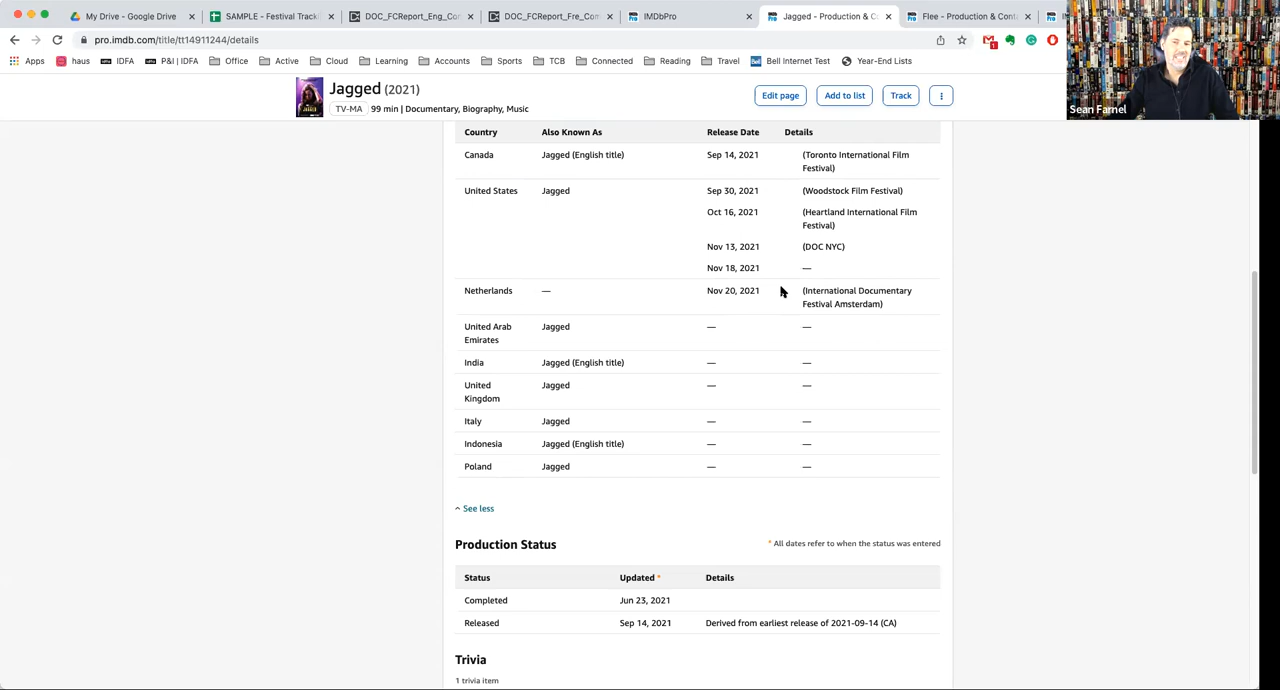 My Drive - Google Drive
SAMPLE - Festival Tracki
DOC_FCReport_Eng_Com
DOC_FCReport_Fre_Com
IMDbPro
Jagged - Production & Co
Flee - Production & Conta
pro.imdb.com/title/tt14911244/details
Apps haus IDFA P&I | IDFA Office Active Cloud Learning Accounts Sports TCB Connected Reading Travel Bell Internet Test Year-End Lists
Sean Farnel
Jagged (2021)
TV-MA 99 min | Documentary, Biography, Music
Edit page Add to list Track
Country Also Known As Release Date Details
Canada Jagged (English title) Sep 14, 2021 (Toronto International Film
Festival)
United States Jagged Sep 30, 2021 (Woodstock Film Festival)
Oct 16, 2021 (Heartland International Film
Festival)
Nov 13, 2021 (DOC NYC)
Nov 18, 2021 —
Netherlands — Nov 20, 2021 (International Documentary
Festival Amsterdam)
United Arab Jagged — —
Emirates
India Jagged (English title) — —
United Jagged — —
Kingdom
Italy Jagged — —
Indonesia Jagged (English title) — —
Poland Jagged — —
See less
Production Status * All dates refer to when the status was entered
Status Updated * Details
Completed Jun 23, 2021
Released Sep 14, 2021 Derived from earliest release of 2021-09-14 (CA)
Trivia
1 trivia item